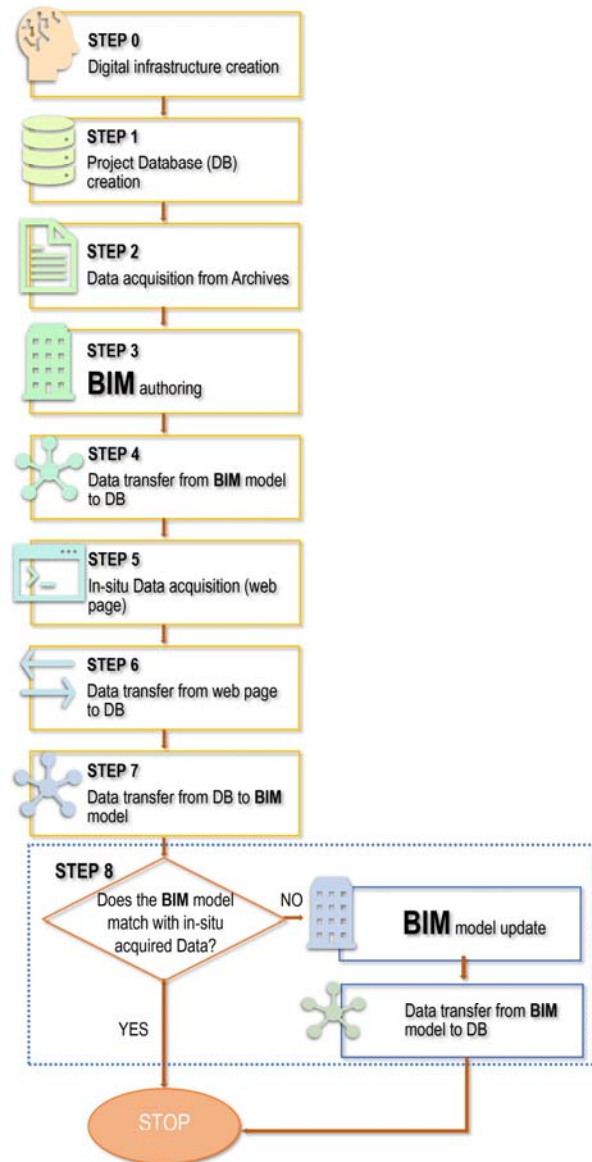 STEP 0
Digital infrastructure creation
STEP 1
Project Database (DB)
creation
STEP 2
Data acquisition from Archives
STEP 3
BIM authoring
STEP 4
Data transfer from BIM model
to DB
STEP 5
In-situ Data acquisition (web
page)
STEP 6
Data transfer from web page
to DB
STEP 7
Data transfer from DB to BIM
model
STEP 8
Does the BIM model
match with in-situ
acquired Data?
NO
BIM model update
Data transfer from BIM
model to DB
YES
STOP